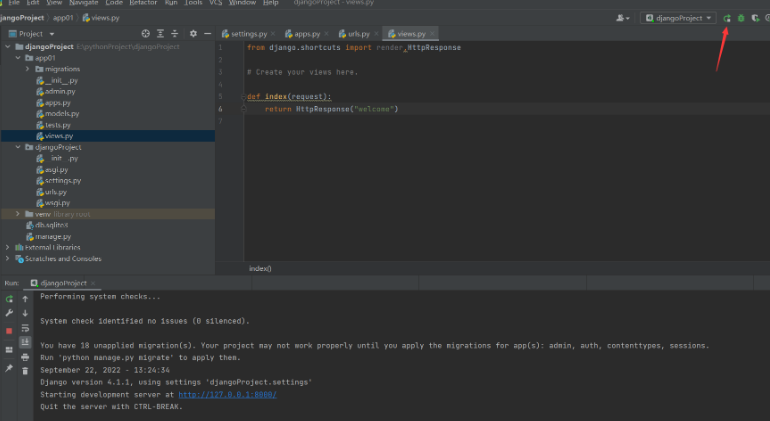 File Edit View Navigate Code Refactor Run Tools VCS Window Help djangoProject - views.py
djangoProject app01 views.py djangoProject
Project settings.py apps.py urls.py views.py
djangoProject E:\pythonProjects\djangoProject
app01
migrations
__init__.py
admin.py
apps.py
models.py
tests.py
views.py
djangoProject
__init__.py
asgi.py
settings.py
urls.py
wsgi.py
venv library root
db.sqlite3
manage.py
External Libraries
Scratches and Consoles
1 from django.shortcuts import render,HttpResponse
2
3 # Create your views here.
4
5 def index(request):
6 return HttpResponse("welcome")
7
index()
Run: djangoProject
Performing system checks...
System check identified no issues (0 silenced).
You have 18 unapplied migration(s). Your project may not work properly until you apply the migrations for app(s): admin, auth, contenttypes, sessions.
Run 'python manage.py migrate' to apply them.
September 22, 2022 - 13:24:34
Django version 4.1.1, using settings 'djangoProject.settings'
Starting development server at http://127.0.0.1:8000/
Quit the server with CTRL-BREAK.